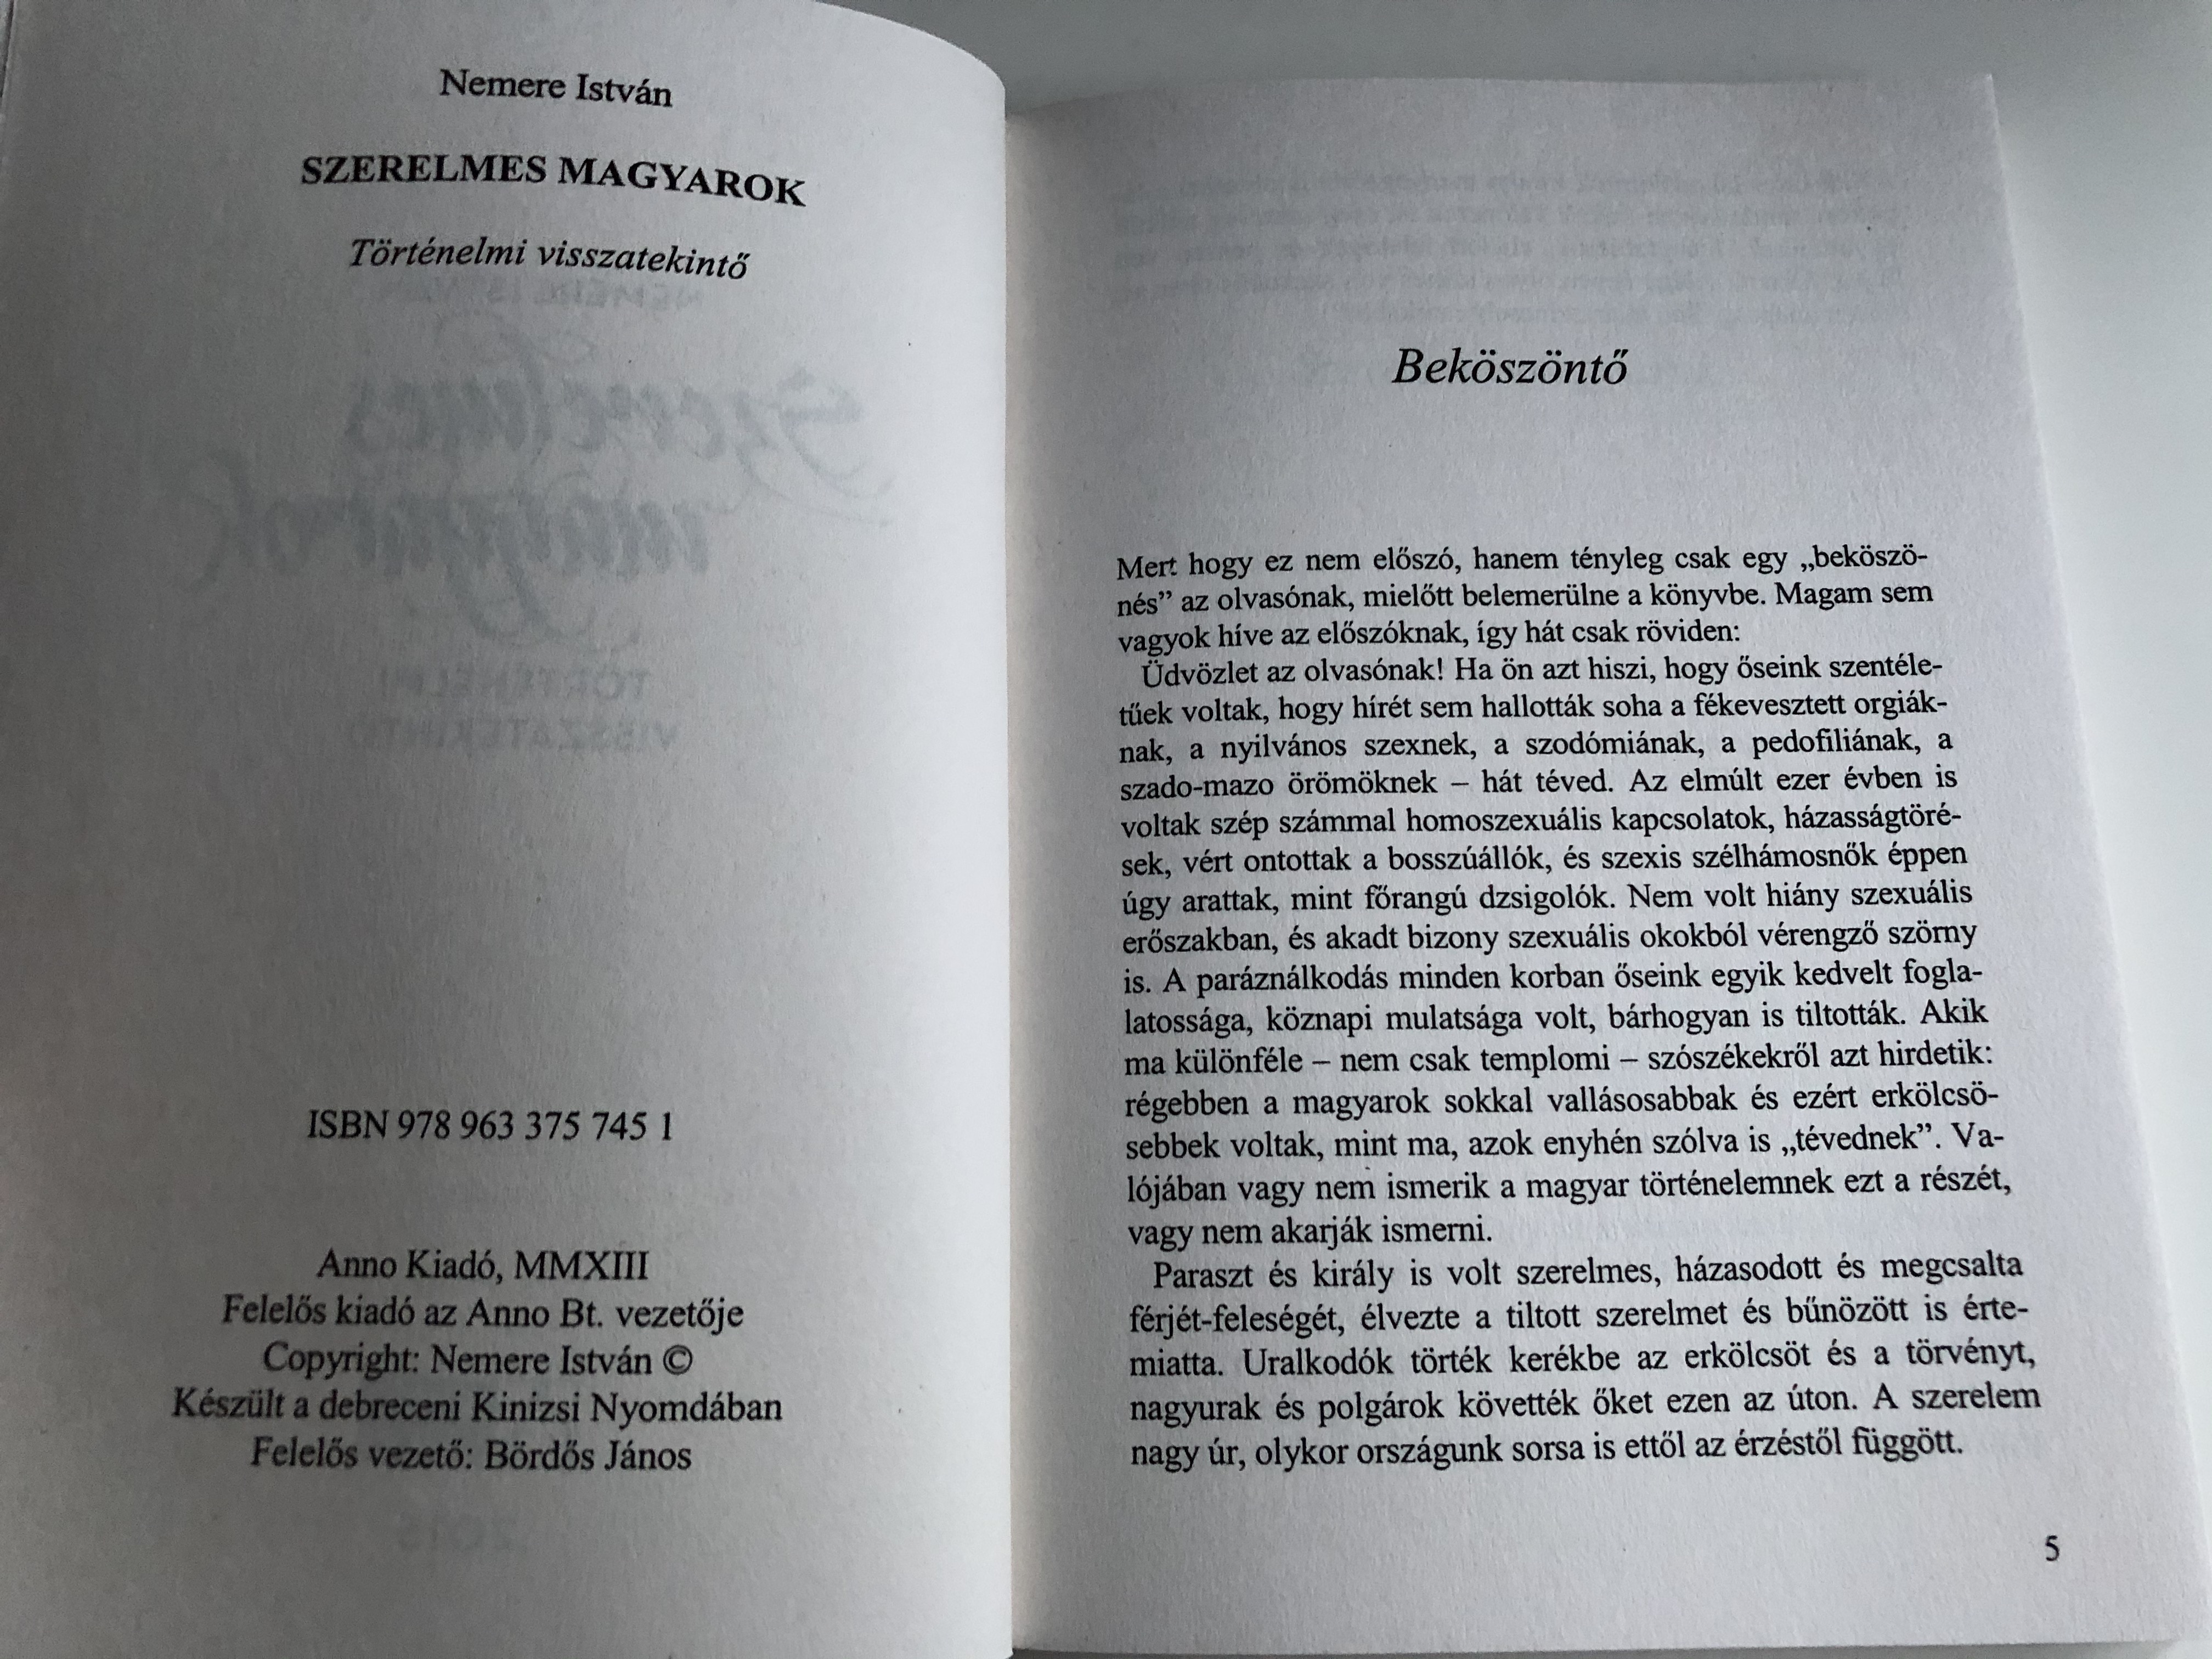 Nemere István
SZERELMES MAGYAROK
Történelmi visszatekintő
ISBN 978 963 375 745 1
Anno Kiadó, MMXIII
Felelős kiadó az Anno Bt. vezetője
Copyright: Nemere István ©
Készült a debreceni Kinizsi Nyomdában
Felelős vezető: Bördős János
Beköszöntő
Mert hogy ez nem előszó, hanem tényleg csak egy „beköszö-
nés” az olvasónak, mielőtt belemerülne a könyvbe. Magam sem
vagyok híve az előszóknak, így hát csak röviden:
Üdvözlet az olvasónak! Ha ön azt hiszi, hogy őseink szentéle-
tűek voltak, hogy hírét sem hallották soha a fékevesztett orgiák-
nak, a nyilvános szexnek, a szodómiának, a pedofiliának, a
szado-mazo örömöknek – hát téved. Az elmúlt ezer évben is
voltak szép számmal homoszexuális kapcsolatok, házasságtöré-
sek, vért ontottak a bosszúállók, és szexis szélhámosnők éppen
úgy arattak, mint főrangú dzsigolók. Nem volt hiány szexuális
erőszakban, és akadt bizony szexuális okokból vérengző szörny
is. A paráználkodás minden korban őseink egyik kedvelt fogla-
latossága, köznapi mulatsága volt, bárhogyan is tiltották. Akik
ma különféle – nem csak templomi – szószékekről azt hirdetik:
régebben a magyarok sokkal vallásosabbak és ezért erkölcsö-
sebbek voltak, mint ma, azok enyhén szólva is „tévednek”. Va-
lójában vagy nem ismerik a magyar történelemnek ezt a részét,
vagy nem akarják ismerni.
Paraszt és király is volt szerelmes, házasodott és megcsalta
férjét-feleségét, élvezte a tiltott szerelmet és bűnözött is érte-
miatta. Uralkodók törték kerékbe az erkölcsöt és a törvényt,
nagyurak és polgárok követték őket ezen az úton. A szerelem
nagy úr, olykor országunk sorsa is ettől az érzéstől függött.
5